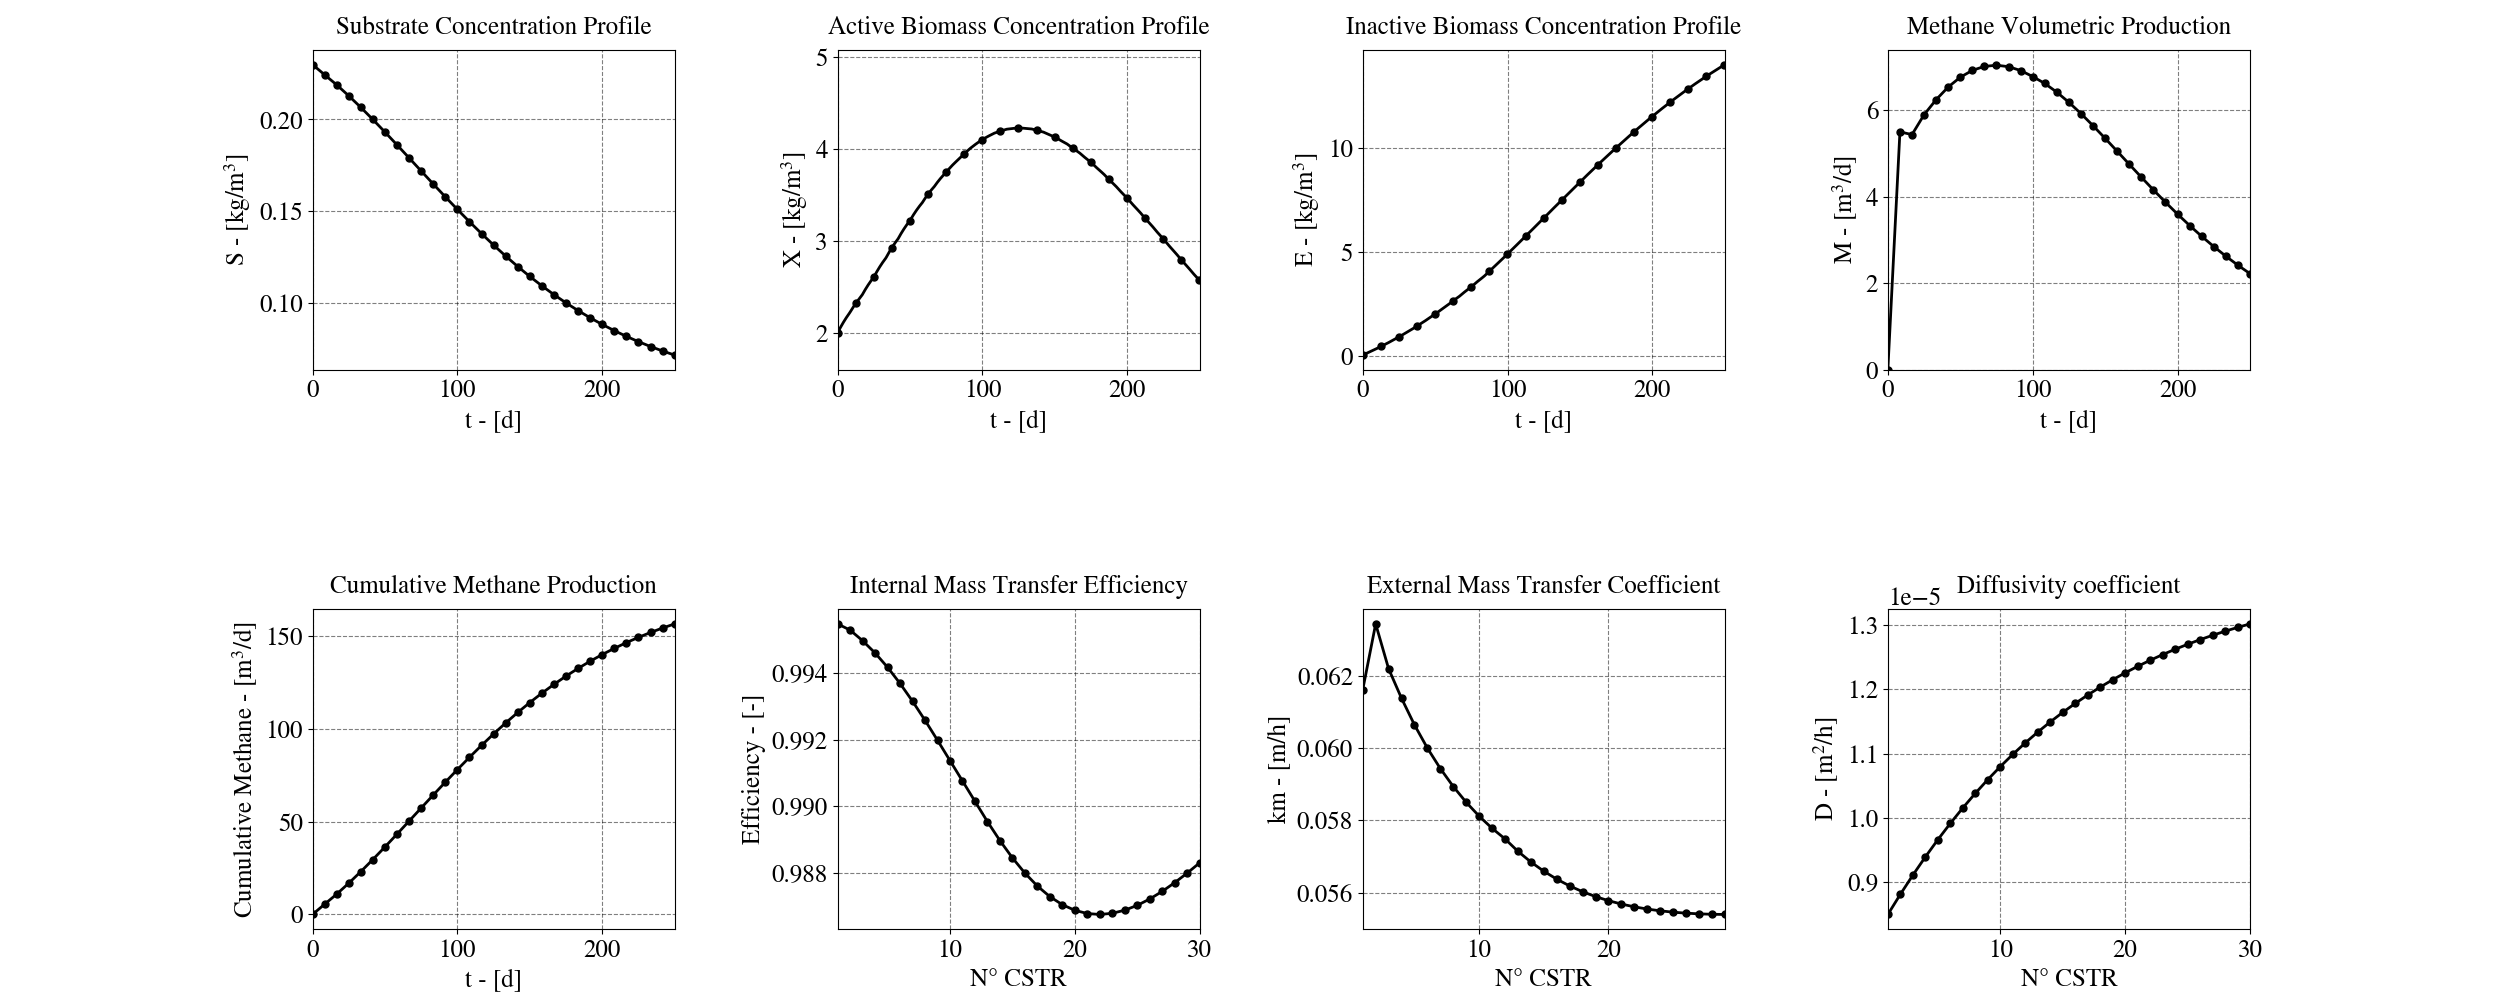 Substrate Concentration Profile
S - [kg/m³]
0.20
0.15
0.10
0 100 200
t - [d]
Active Biomass Concentration Profile
X - [kg/m³]
5
4
3
2
0 100 200
t - [d]
Inactive Biomass Concentration Profile
E - [kg/m³]
10
5
0
0 100 200
t - [d]
Methane Volumetric Production
M - [m³/d]
6
4
2
0
0 100 200
t - [d]
Cumulative Methane Production
Cumulative Methane - [m³/d]
150
100
50
0
0 100 200
t - [d]
Internal Mass Transfer Efficiency
Efficiency - [-]
0.994
0.992
0.990
0.988
10 20 30
N° CSTR
External Mass Transfer Coefficient
km - [m/h]
0.062
0.060
0.058
0.056
10 20
N° CSTR
Diffusivity coefficient
1e−5
D - [m²/h]
1.3
1.2
1.1
1.0
0.9
10 20 30
N° CSTR